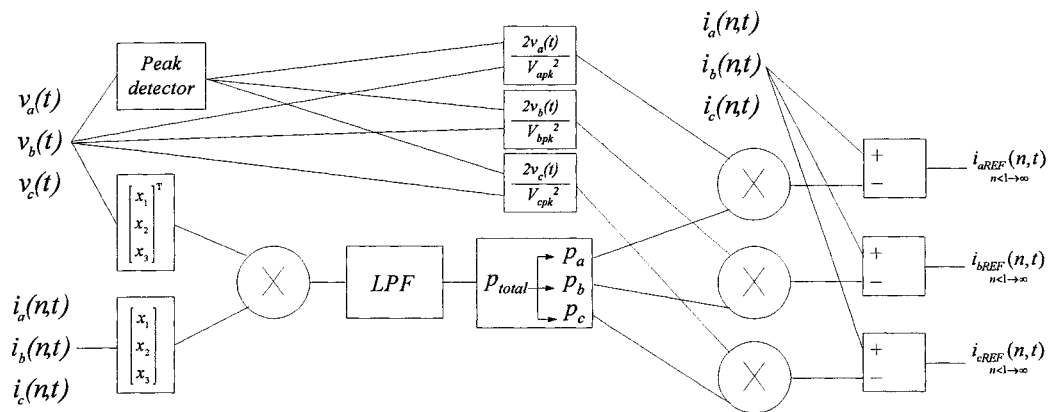 Peak
detector
v_a(t)
v_b(t)
v_c(t)
[x_1
x_2
x_3]^T
i_a(n,t)
i_b(n,t)
i_c(n,t)
[x_1
x_2
x_3]
X
LPF
p_total
p_a
p_b
p_c
2v_a(t)
V_apk^2
2v_b(t)
V_bpk^2
2v_c(t)
V_cpk^2
i_a(n,t)
i_b(n,t)
i_c(n,t)
X
X
X
+
−
i_aREF(n,t)
n<1→∞
+
−
i_bREF(n,t)
n<1→∞
+
−
i_cREF(n,t)
n<1→∞